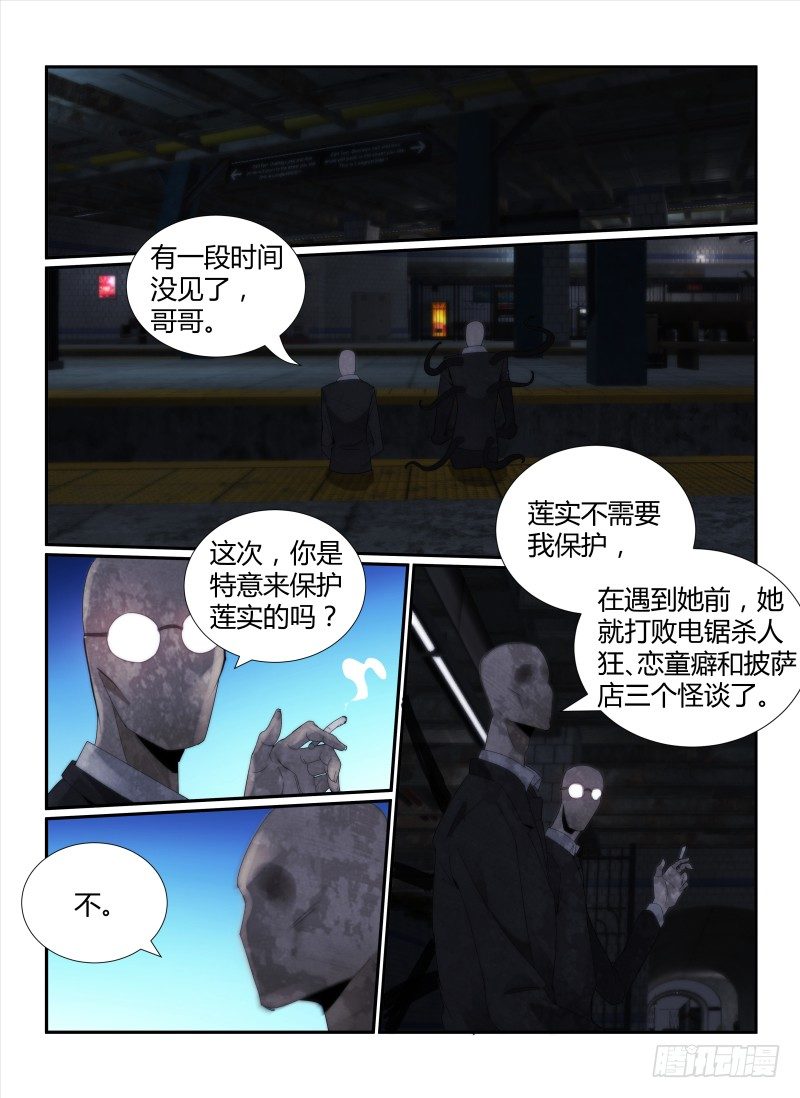 有一段时间
没见了，
哥哥。
这次，你是
特意来保护
莲实的吗？
不。
莲实不需要
我保护，
在遇到她前，她
就打败电锯杀人
狂、恋童癖和披萨
店三个怪谈了。
腾讯动漫